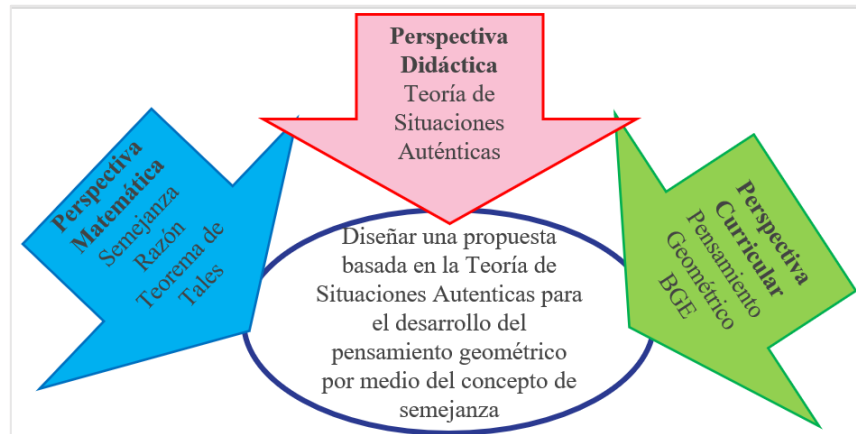 Perspectiva
Didáctica
Teoría de
Situaciones
Auténticas
Perspectiva
Matemática
Semejanza
Razón
Teorema de
Tales
Perspectiva
Curricular
Pensamiento
Geométrico
BGE
Diseñar una propuesta
basada en la Teoría de
Situaciones Autenticas para
el desarrollo del
pensamiento geométrico
por medio del concepto de
semejanza